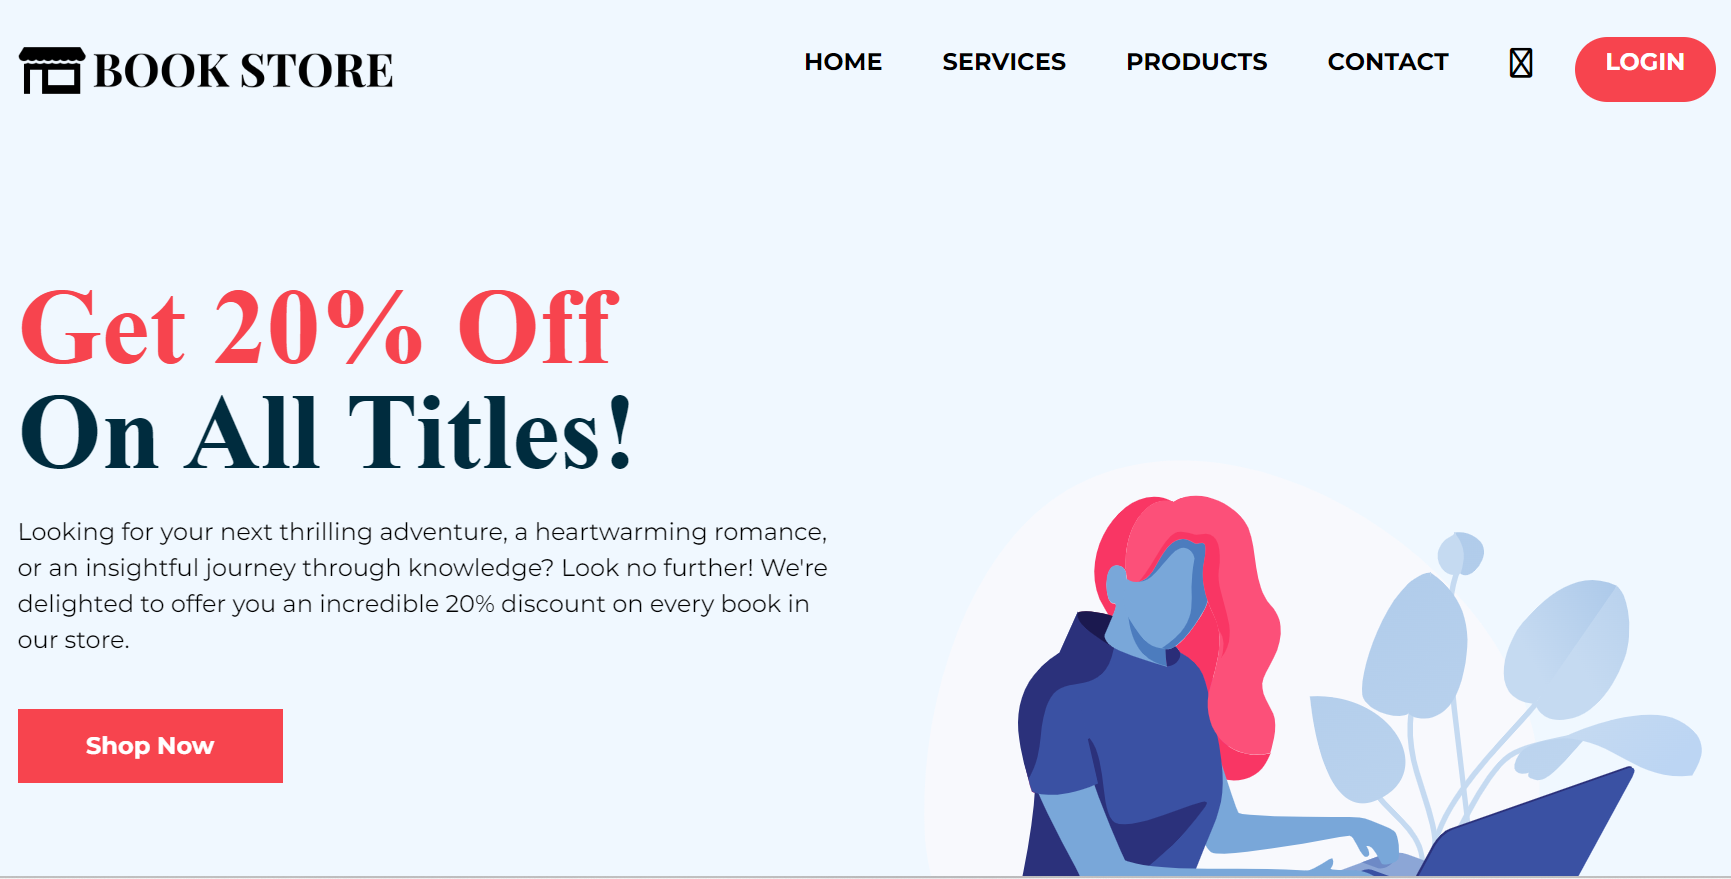 BOOK STORE
HOME SERVICES PRODUCTS CONTACT LOGIN
Get 20% Off
On All Titles!
Looking for your next thrilling adventure, a heartwarming romance,
or an insightful journey through knowledge? Look no further! We're
delighted to offer you an incredible 20% discount on every book in
our store.
Shop Now